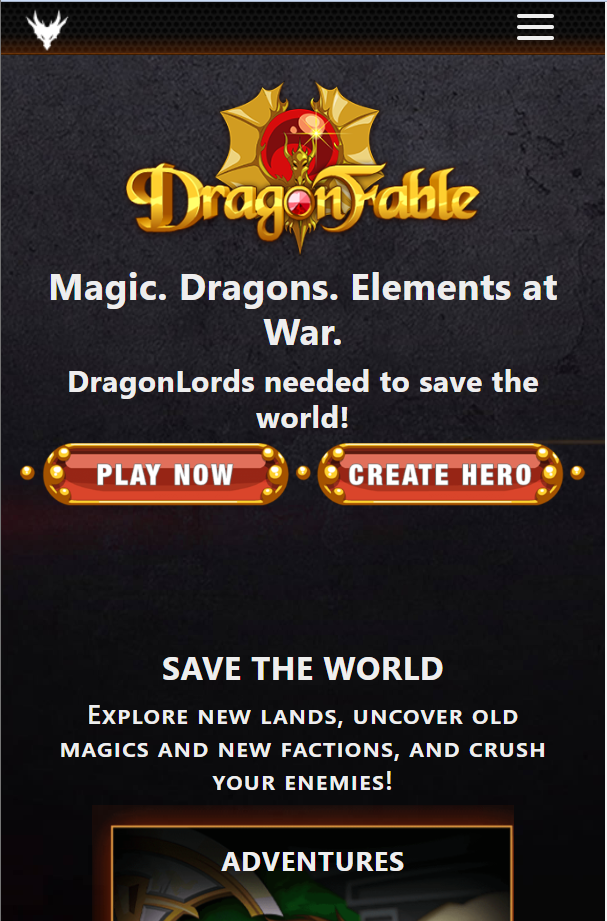 DragonFable
Magic. Dragons. Elements at
War.
DragonLords needed to save the
world!
PLAY NOW
CREATE HERO
SAVE THE WORLD
Explore new lands, uncover old
magics and new factions, and crush
your enemies!
ADVENTURES